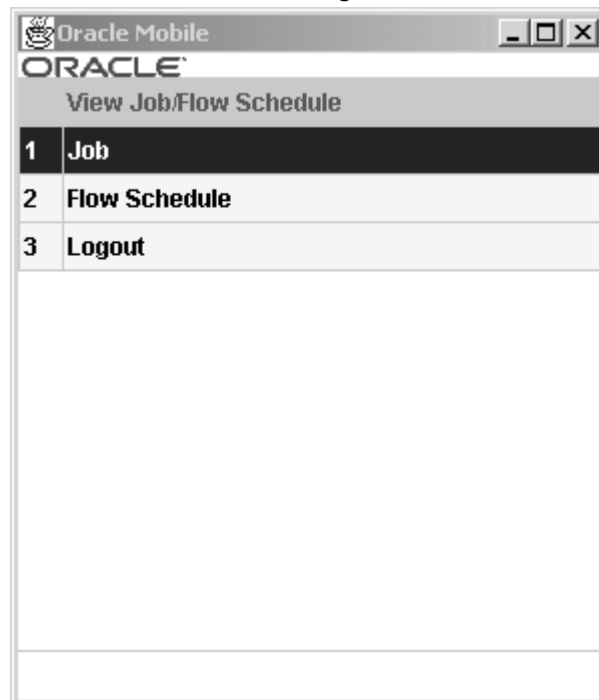 Oracle Mobile
ORACLE
View Job/Flow Schedule
1 Job
2 Flow Schedule
3 Logout